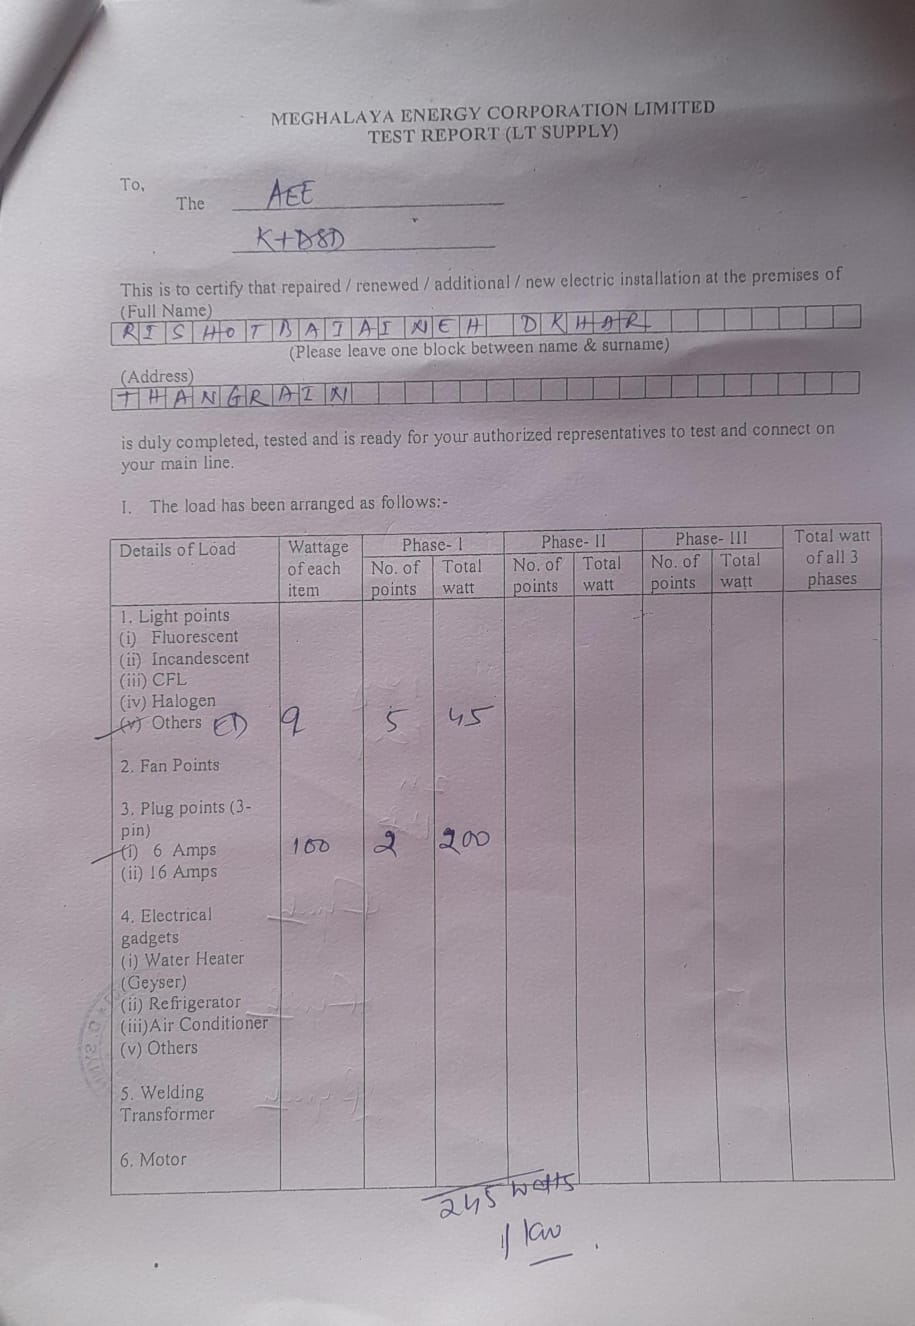 MEGHALAYA ENERGY CORPORATION LIMITED
TEST REPORT (LT SUPPLY)
To,
The AEE
K+DSD
This is to certify that repaired / renewed / additional / new electric installation at the premises of
(Full Name)
RISHOTBAIAINEH DKHAR
(Please leave one block between name & surname)
(Address)
THANGRAIN
is duly completed, tested and is ready for your authorized representatives to test and connect on
your main line.
I. The load has been arranged as follows:-
Details of Load Wattage of each item Phase- I Phase- II Phase- III Total watt of all 3 phases
No. of points Total watt No. of points Total watt No. of points Total watt
1. Light points
(i) Fluorescent
(ii) Incandescent
(iii) CFL
(iv) Halogen
(v) Others 9 5 45
2. Fan Points
3. Plug points (3-
pin)
(i) 6 Amps 100 2 200
(ii) 16 Amps
4. Electrical
gadgets
(i) Water Heater
(Geyser)
(ii) Refrigerator
(iii)Air Conditioner
(v) Others
5. Welding
Transformer
6. Motor
245 watts
1 kw